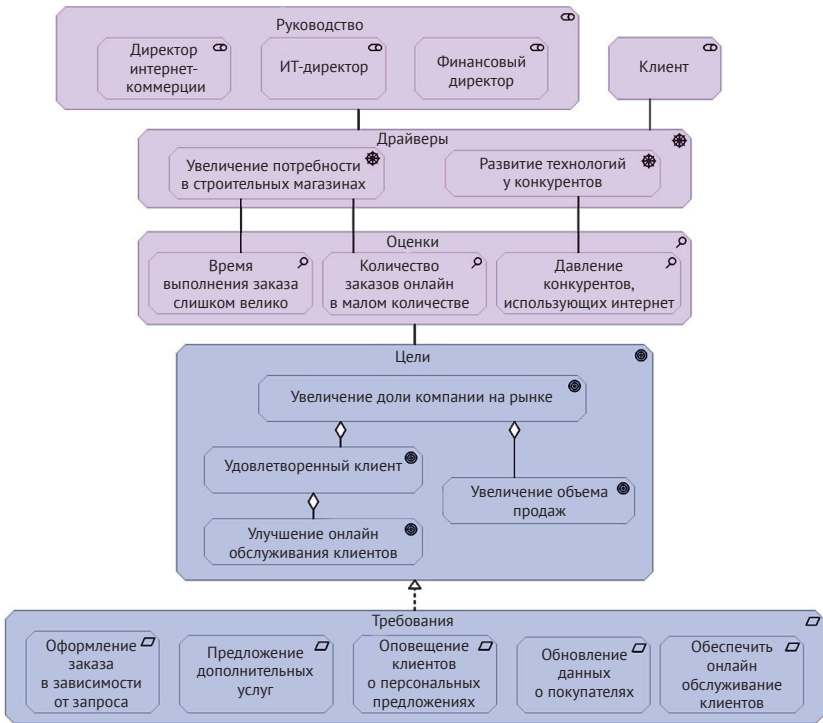 Руководство
Директор
интернет-
коммерции
ИТ-директор
Финансовый
директор
Клиент
Драйверы
Увеличение потребности
в строительных магазинах
Развитие технологий
у конкурентов
Оценки
Время
выполнения заказа
слишком велико
Количество
заказов онлайн
в малом количестве
Давление
конкурентов,
использующих интернет
Цели
Увеличение доли компании на рынке
Удовлетворенный клиент
Увеличение объема
продаж
Улучшение онлайн
обслуживания клиентов
Требования
Оформление
заказа
в зависимости
от запроса
Предложение
дополнительных
услуг
Оповещение
клиентов
о персональных
предложениях
Обновление
данных
о покупателях
Обеспечить
онлайн
обслуживание
клиентов